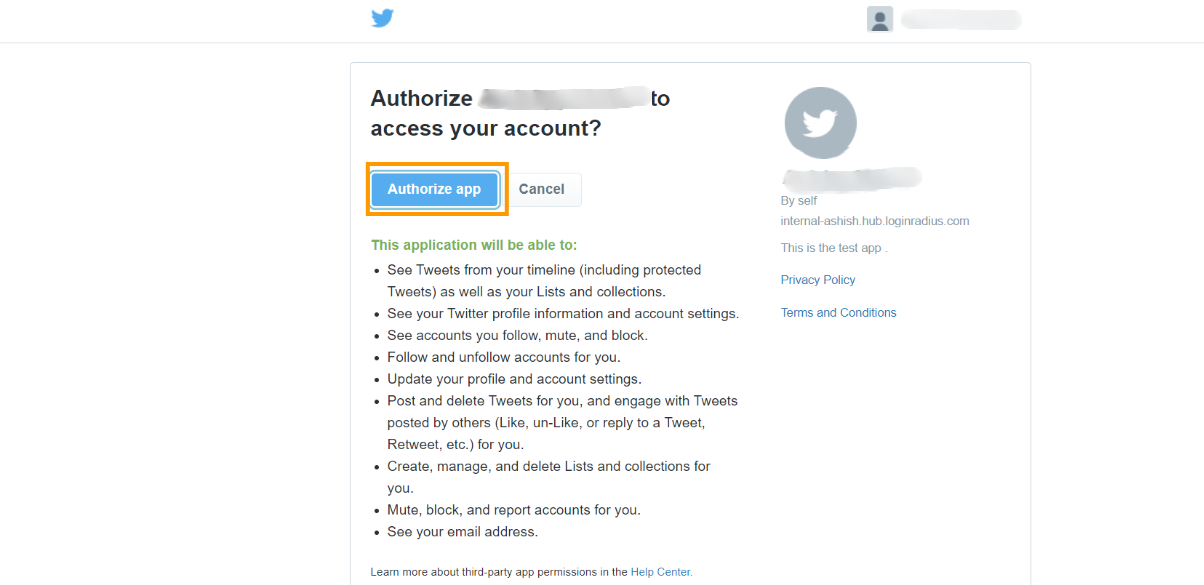 Authorize to
access your account?
Authorize app
Cancel
This application will be able to:
• See Tweets from your timeline (including protected
Tweets) as well as your Lists and collections.
• See your Twitter profile information and account settings.
• See accounts you follow, mute, and block.
• Follow and unfollow accounts for you.
• Update your profile and account settings.
• Post and delete Tweets for you, and engage with Tweets
posted by others (Like, un-Like, or reply to a Tweet,
Retweet, etc.) for you.
• Create, manage, and delete Lists and collections for
you.
• Mute, block, and report accounts for you.
• See your email address.
Learn more about third-party app permissions in the Help Center.
By self
internal-ashish.hub.loginradius.com
This is the test app .
Privacy Policy
Terms and Conditions